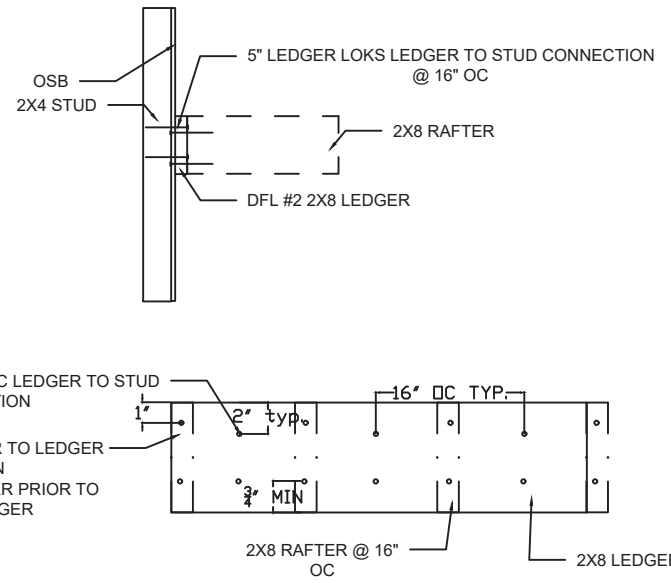 5" LEDGER LOKS LEDGER TO STUD CONNECTION
@ 16" OC
OSB
2X4 STUD
2X8 RAFTER
DFL #2 2X8 LEDGER
C LEDGER TO STUD
TION
16" OC TYP.
1"
2" typ.
R TO LEDGER
N
ER PRIOR TO
GER
3/4" MIN
2X8 RAFTER @ 16"
OC
2X8 LEDGER